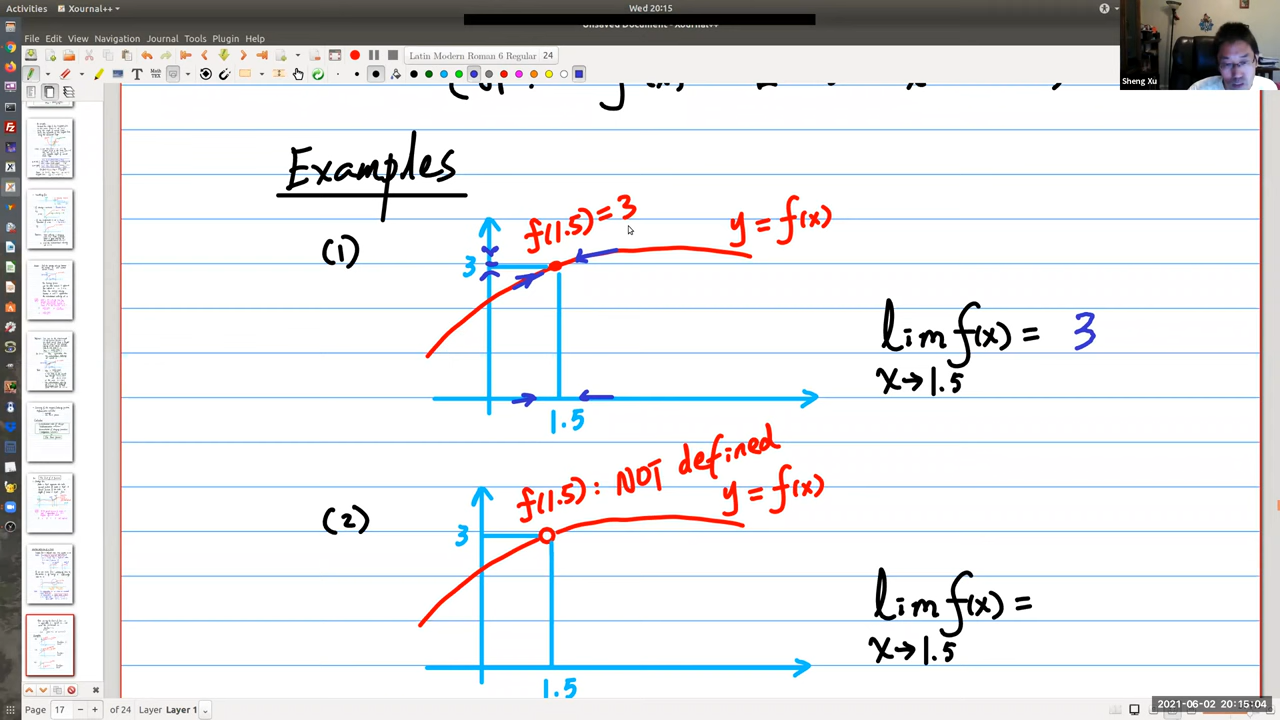 Activities
Xournal++
Wed 20:15
Unsaved Document - Xournal++
File Edit View Navigation Journal Tools Plugin Help
Latin Modern Roman 6 Regular 24
Sheng Xu
Examples
(1)
f(1.5) = 3
y = f(x)
3
1.5
lim f(x) = 3
x→1.5
(2)
f(1.5) : NOT defined
y = f(x)
3
1.5
lim f(x) =
x→1.5
Page 17 of 24 Layer Layer 1
2021-06-02 20:15:04